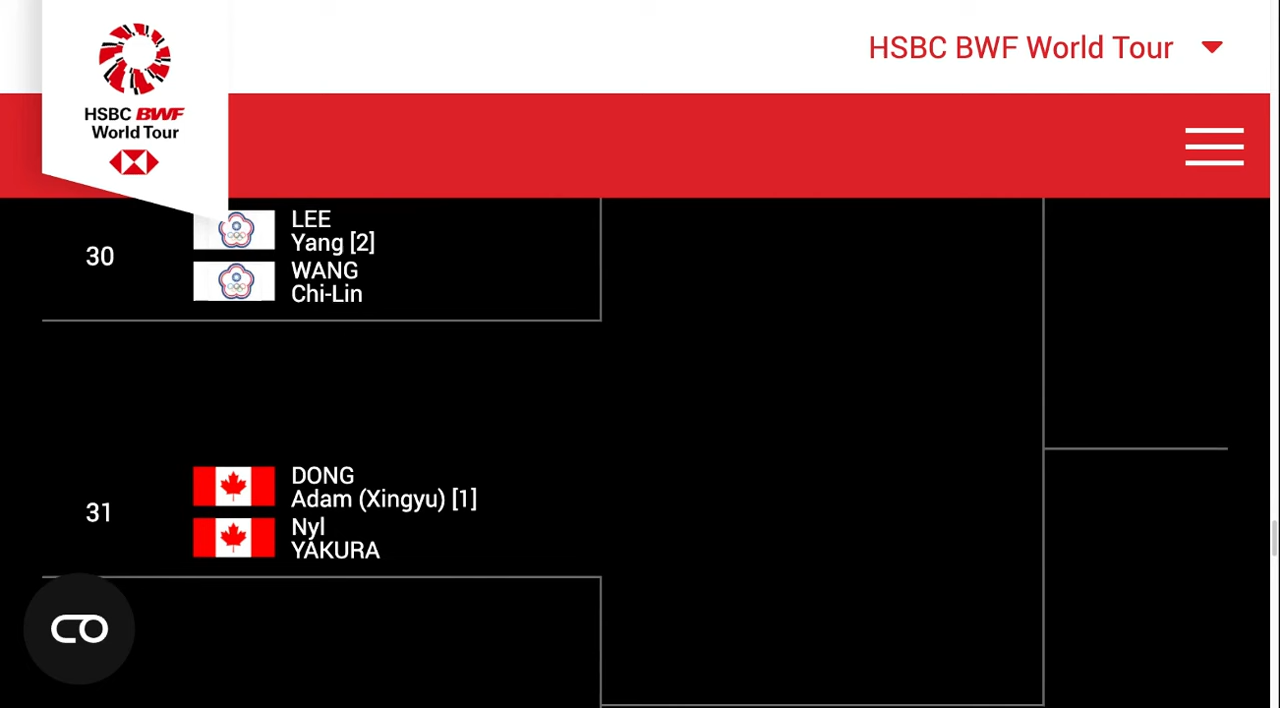 HSBC BWF World Tour
HSBC BWF
World Tour
30
LEE
Yang [2]
WANG
Chi-Lin
31
DONG
Adam (Xingyu) [1]
Nyl
YAKURA